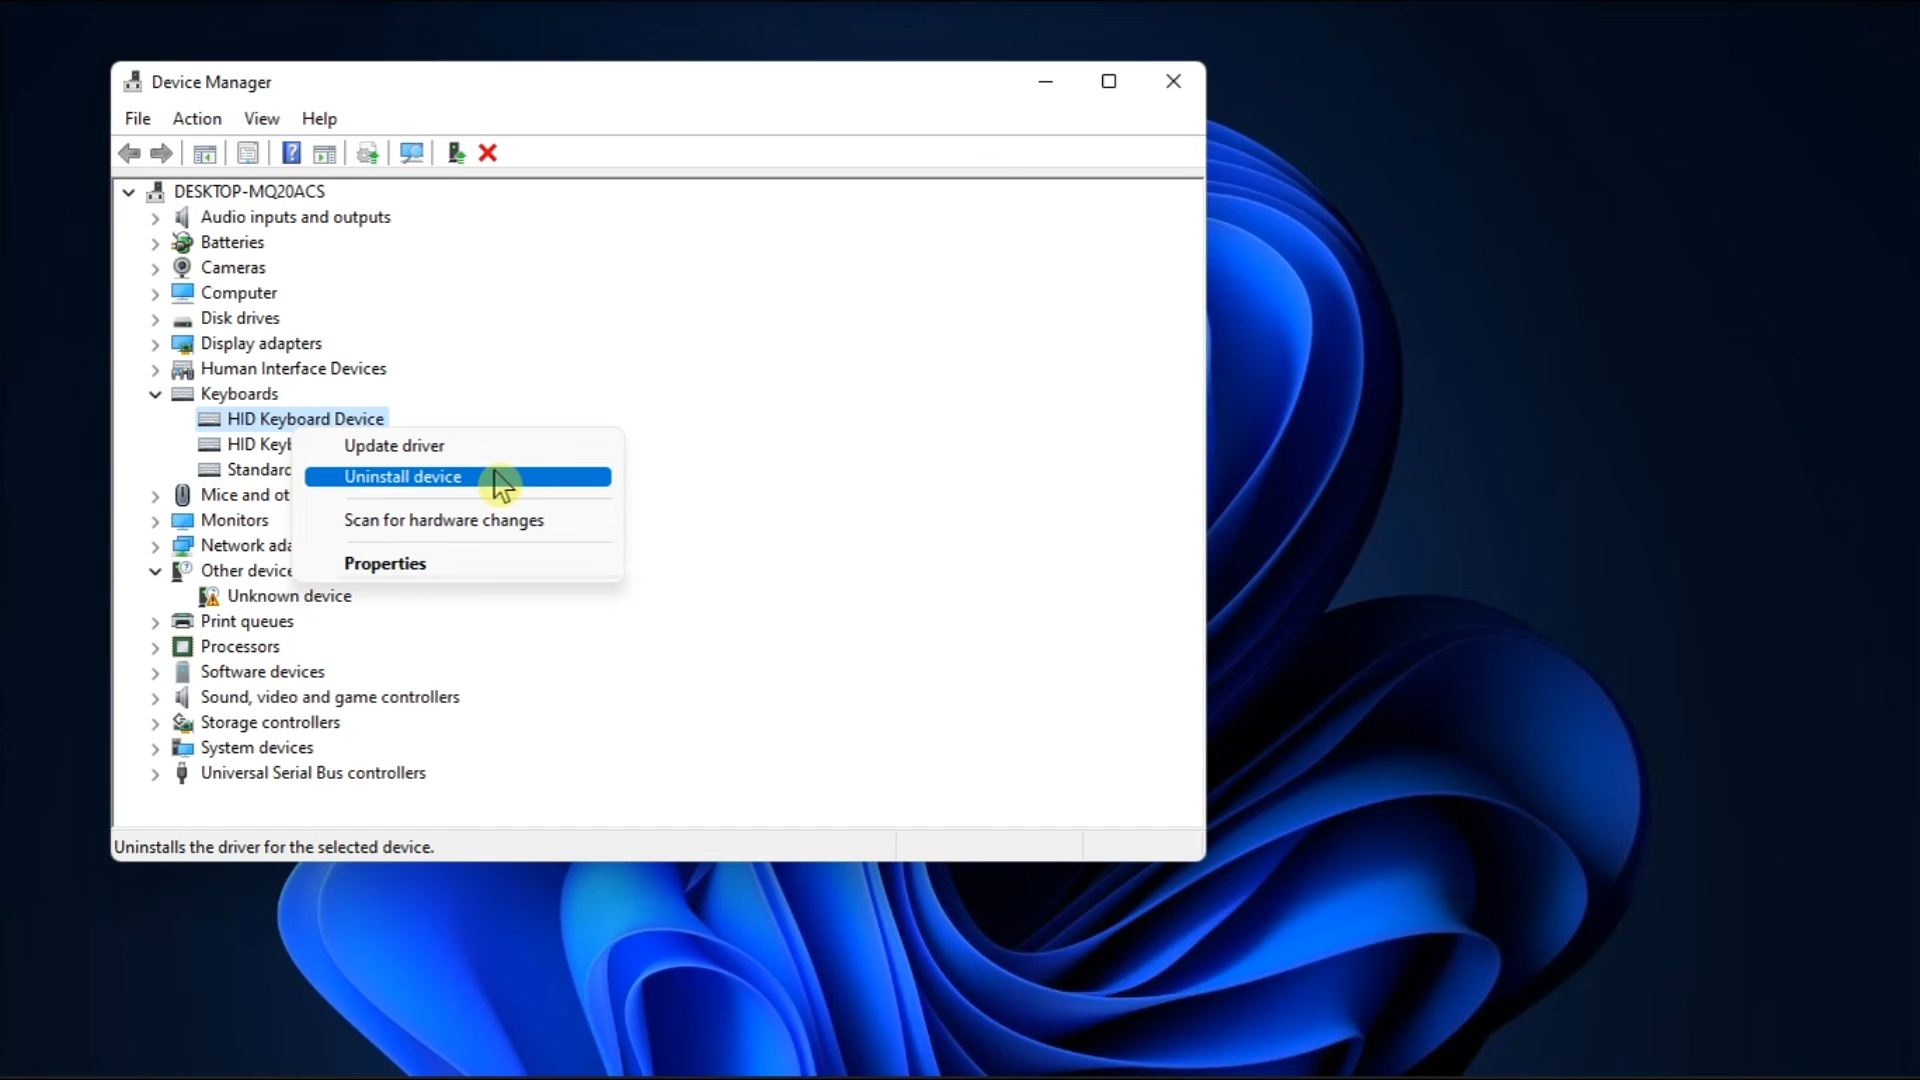 Device Manager
File Action View Help
DESKTOP-MQ20ACS
Audio inputs and outputs
Batteries
Cameras
Computer
Disk drives
Display adapters
Human Interface Devices
Keyboards
HID Keyboard Device
HID Keyb
Standard
Mice and ot
Monitors
Network ada
Other device
Unknown device
Print queues
Processors
Software devices
Sound, video and game controllers
Storage controllers
System devices
Universal Serial Bus controllers
Update driver
Uninstall device
Scan for hardware changes
Properties
Uninstalls the driver for the selected device.